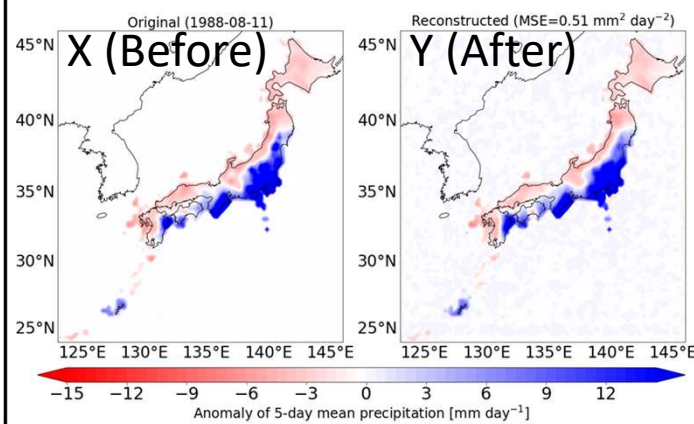 Original (1988-08-11)
X (Before)
45°N
40°N
35°N
30°N
25°N
125°E 130°E 135°E 140°E 145°E
Reconstructed (MSE=0.51 mm² day⁻²)
Y (After)
45°N
40°N
35°N
30°N
25°N
125°E 130°E 135°E 140°E 145°E
−15 −12 −9 −6 −3 0 3 6 9 12
Anomaly of 5-day mean precipitation [mm day⁻¹]